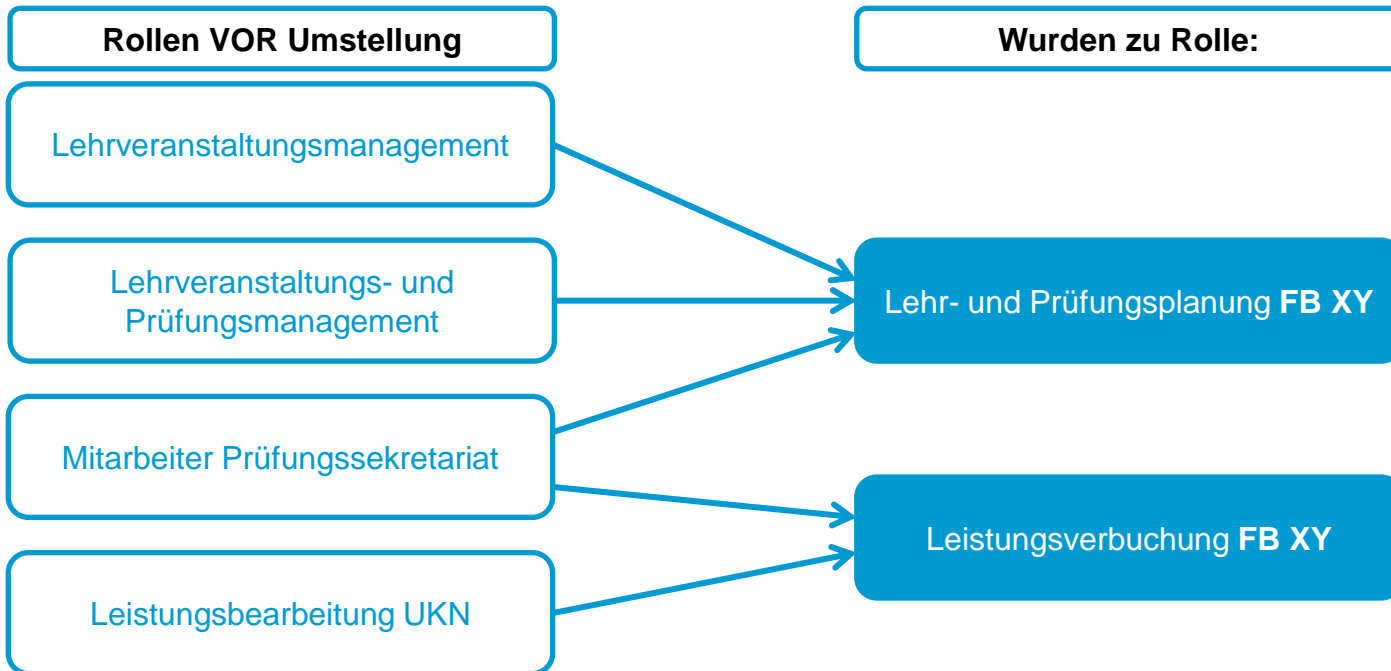 Rollen VOR Umstellung
Wurden zu Rolle:
Lehrveranstaltungsmanagement
Lehrveranstaltungs- und
Prüfungsmanagement
Lehr- und Prüfungsplanung FB XY
Mitarbeiter Prüfungssekretariat
Leistungsverbuchung FB XY
Leistungsbearbeitung UKN